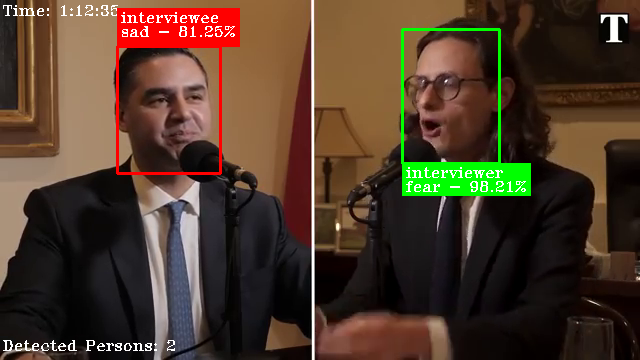 Time: 1:12:35
interviewee
sad - 81.25%
T
interviewer
fear - 98.21%
Detected Persons: 2